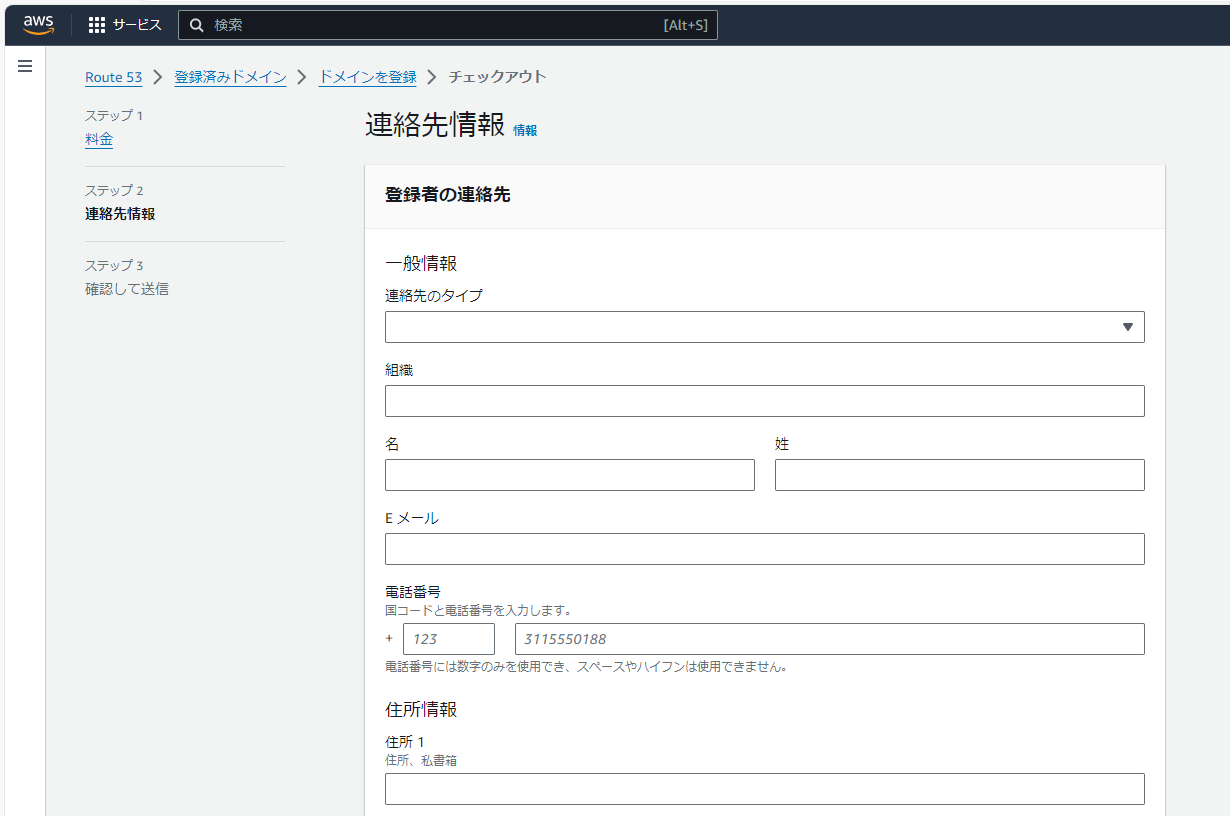 aws サービス 検索 [Alt+S]
Route 53 登録済みドメイン ドメインを登録 チェックアウト
ステップ 1
料金
ステップ 2
連絡先情報
ステップ 3
確認して送信
連絡先情報 情報
登録者の連絡先
一般情報
連絡先のタイプ
組織
名 姓
E メール
電話番号
国コードと電話番号を入力します。
+ 123 3115550188
電話番号には数字のみを使用でき、スペースやハイフンは使用できません。
住所情報
住所 1
住所、私書箱